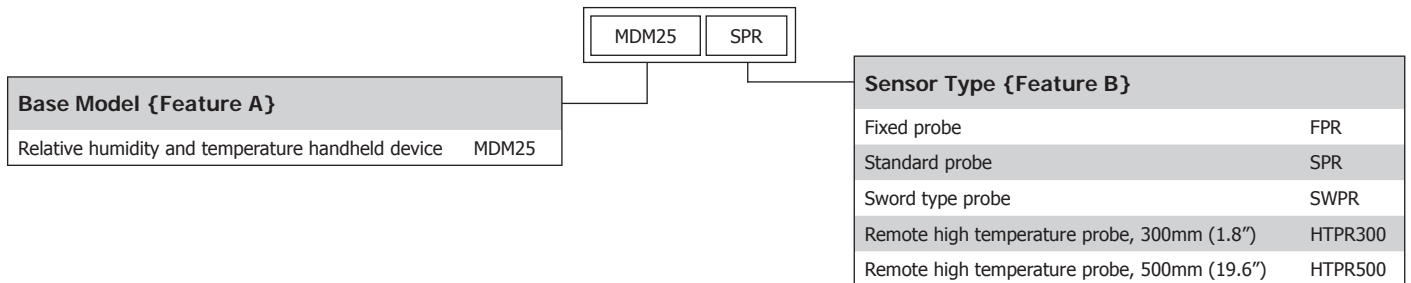 MDM25 SPR
Base Model {Feature A}
Relative humidity and temperature handheld device MDM25
Sensor Type {Feature B}
Fixed probe FPR
Standard probe SPR
Sword type probe SWPR
Remote high temperature probe, 300mm (1.8”) HTPR300
Remote high temperature probe, 500mm (19.6”) HTPR500